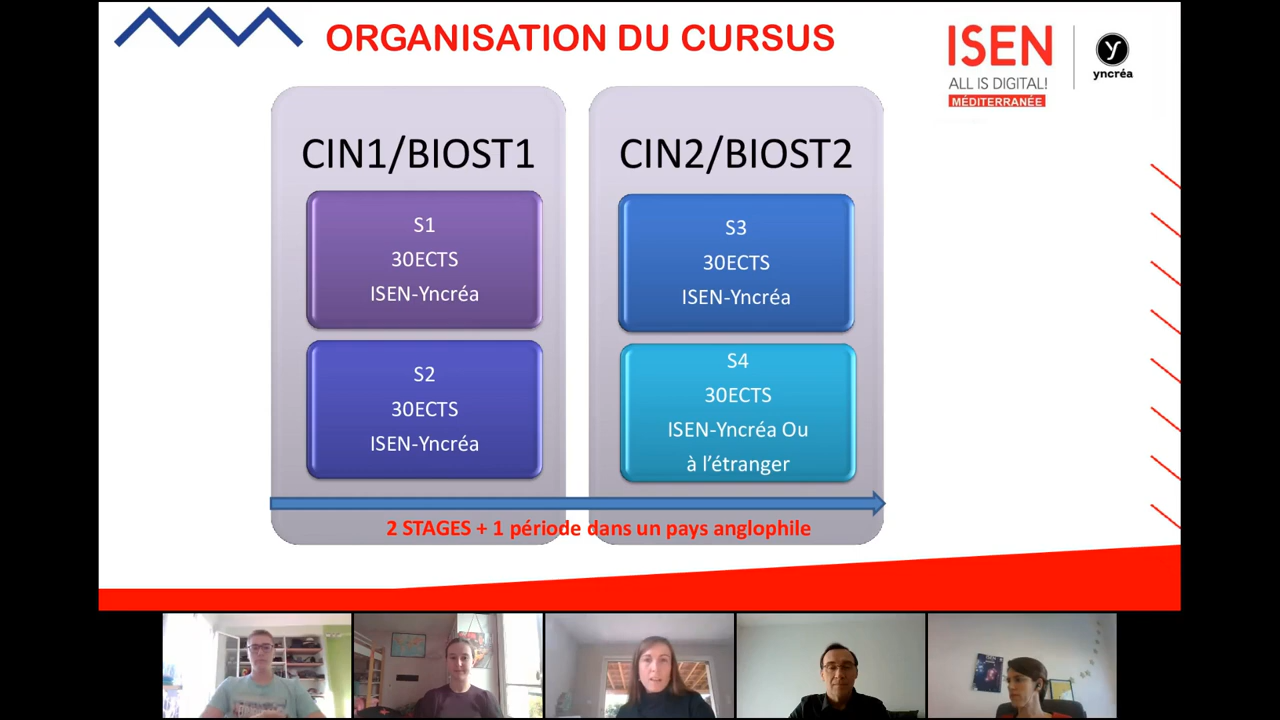 ORGANISATION DU CURSUS
ISEN
ALL IS DIGITAL!
MÉDITERRANÉE
y
yncréa
CIN1/BIOST1
S1
30ECTS
ISEN-Yncréa
S2
30ECTS
ISEN-Yncréa
CIN2/BIOST2
S3
30ECTS
ISEN-Yncréa
S4
30ECTS
ISEN-Yncréa Ou
à l'étranger
2 STAGES + 1 période dans un pays anglophile
ISEN